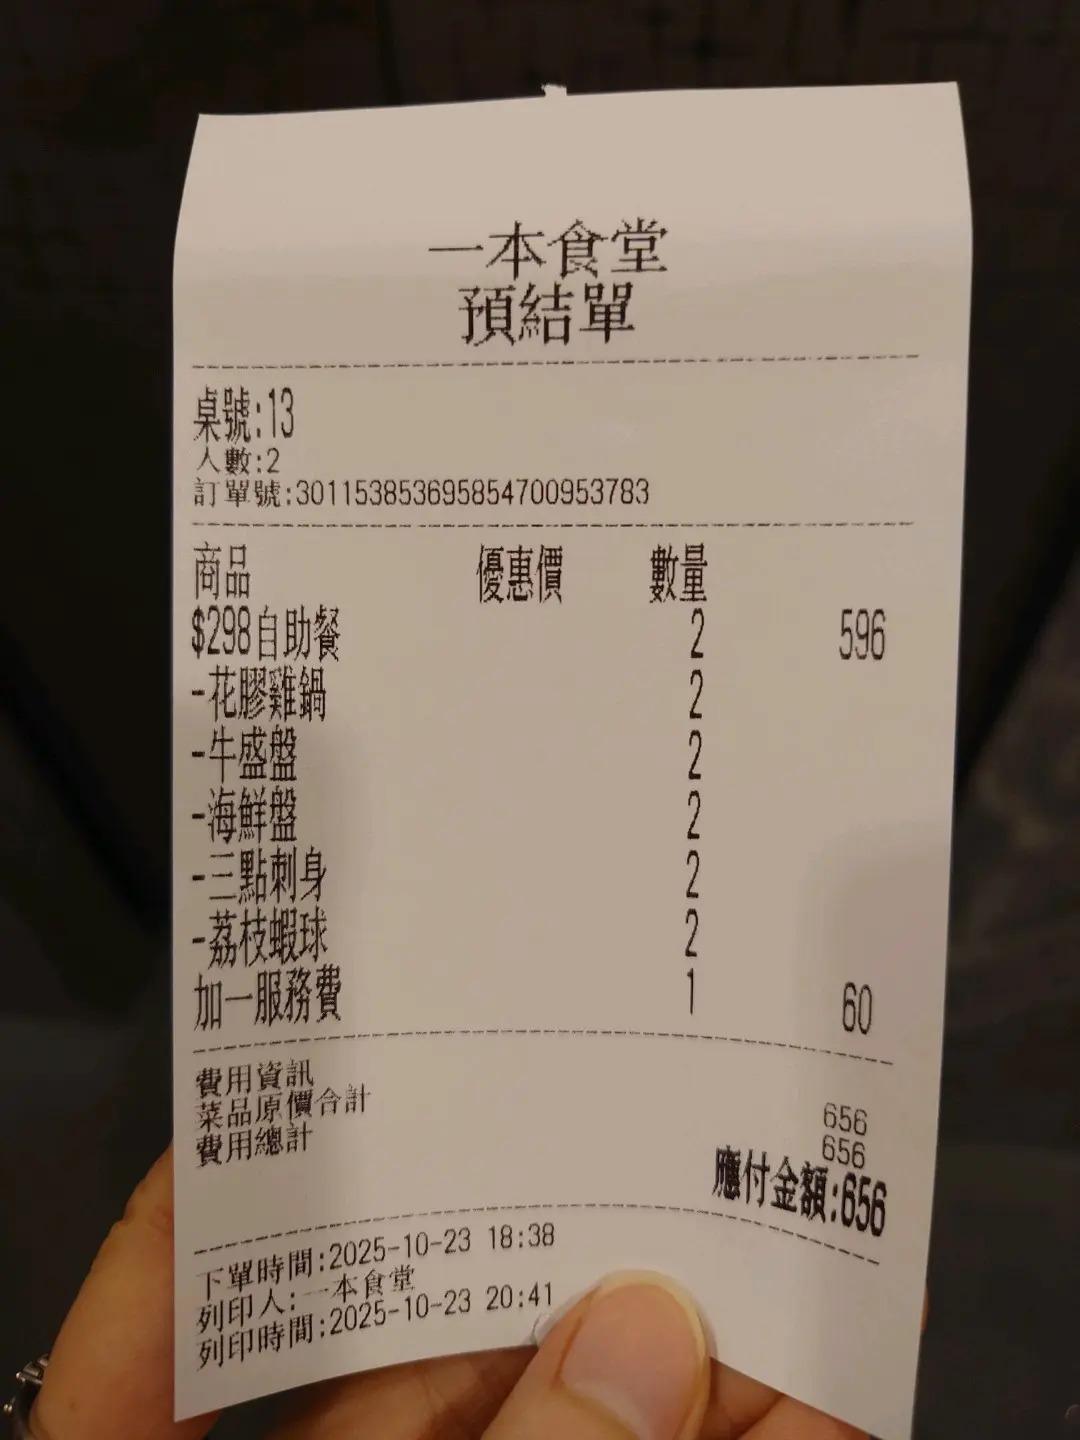 一本食堂
預結單
桌號:13
人數:2
訂單號:301153853695854700953783
商品 優惠價 數量
$298自助餐 2 596
-花膠雞鍋 2
-牛盛盤 2
-海鮮盤 2
-三點刺身 2
-荔枝蝦球 2
加一服務費 1 60
費用資訊
菜品原價合計 656
費用總計 656
應付金額:656
下單時間:2025-10-23 18:38
列印人:一本食堂
列印時間:2025-10-23 20:41